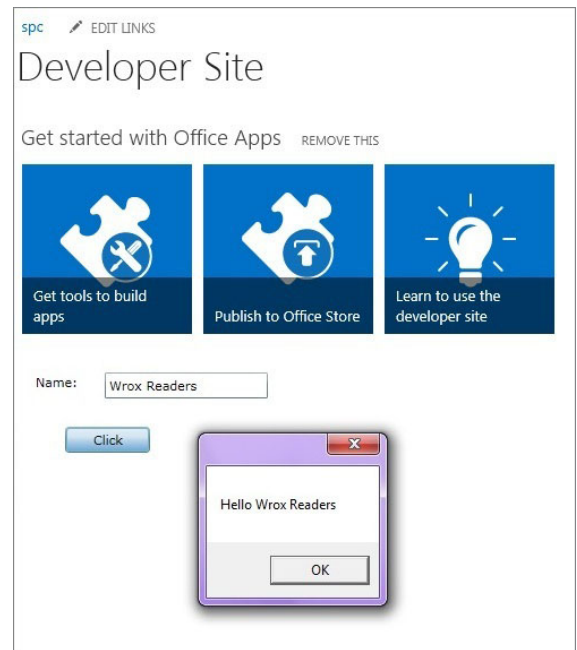 spc EDIT LINKS
Developer Site
Get started with Office Apps REMOVE THIS
Get tools to build
apps
Publish to Office Store
Learn to use the
developer site
Name: Wrox Readers
Click
Hello Wrox Readers
OK